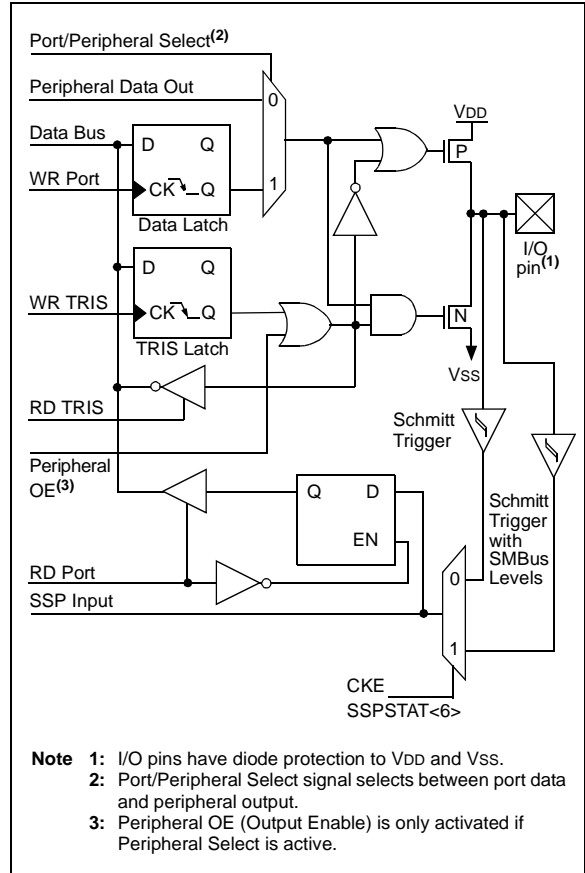 Port/Peripheral Select(2)
Peripheral Data Out
0
VDD
P
Data Bus
D Q
WR Port
CK Q
1
Data Latch
I/O
pin(1)
D Q
WR TRIS
CK Q
N
TRIS Latch
VSS
RD TRIS
Schmitt
Trigger
Peripheral
OE(3)
Q D
EN
Schmitt
Trigger
with
SMBus
Levels
RD Port
0
SSP Input
1
CKE
SSPSTAT<6>
Note 1: I/O pins have diode protection to VDD and VSS.
2: Port/Peripheral Select signal selects between port data
and peripheral output.
3: Peripheral OE (Output Enable) is only activated if
Peripheral Select is active.